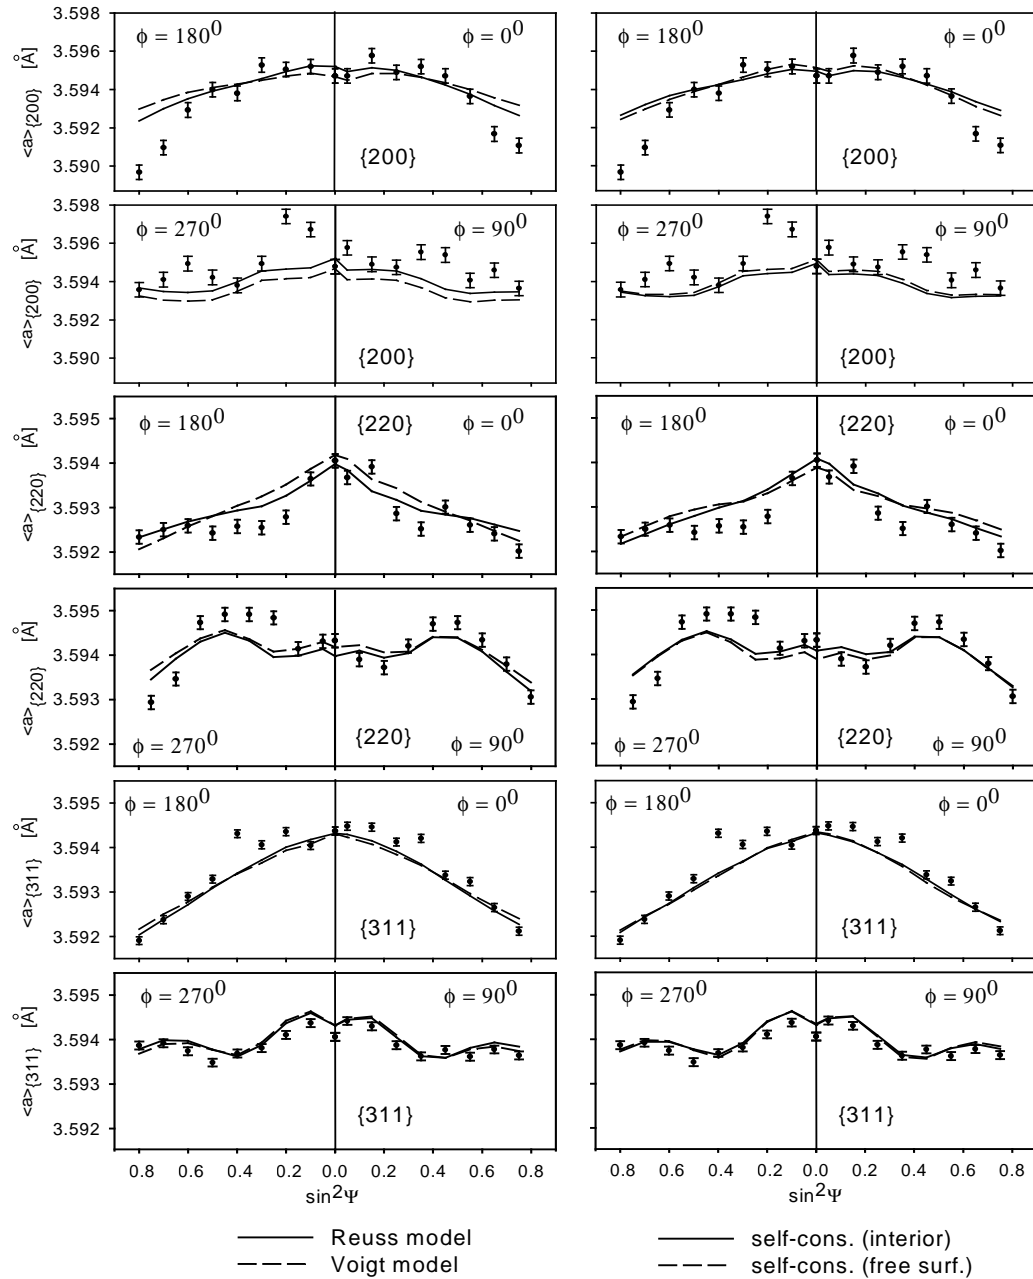 3.598
3.596
3.594
3.592
3.590
<a>{200} [Å]
ϕ = 180⁰
ϕ = 0⁰
{200}
ϕ = 180⁰
ϕ = 0⁰
{200}
3.598
3.596
3.594
3.592
3.590
<a>{200} [Å]
ϕ = 270⁰
ϕ = 90⁰
{200}
ϕ = 270⁰
ϕ = 90⁰
{200}
3.595
3.594
3.593
3.592
<a>{220} [Å]
ϕ = 180⁰
{220}
ϕ = 0⁰
ϕ = 180⁰
{220}
ϕ = 0⁰
3.595
3.594
3.593
3.592
<a>{220} [Å]
ϕ = 270⁰
{220}
ϕ = 90⁰
ϕ = 270⁰
{220}
ϕ = 90⁰
3.595
3.594
3.593
3.592
<a>{311} [Å]
ϕ = 180⁰
ϕ = 0⁰
{311}
ϕ = 180⁰
ϕ = 0⁰
{311}
3.595
3.594
3.593
3.592
<a>{311} [Å]
ϕ = 270⁰
ϕ = 90⁰
{311}
ϕ = 270⁰
ϕ = 90⁰
{311}
0.8 0.6 0.4 0.2 0.0 0.2 0.4 0.6 0.8
sin²Ψ
0.8 0.6 0.4 0.2 0.0 0.2 0.4 0.6 0.8
sin²Ψ
Reuss model
Voigt model
self-cons. (interior)
self-cons. (free surf.)